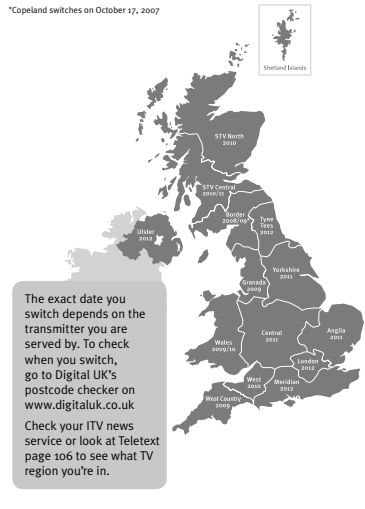 *Copeland switches on October 17, 2007
Shetland Islands
STV North
2010
STV Central
2010/11
Border
2008/09*
Tyne
Tees
2012
Ulster
2012
Yorkshire
2011
Granada
2009
Central
2011
Anglia
2011
Wales
2009/10
London
2012
West
2010
Meridian
2012
West Country
2009
The exact date you
switch depends on the
transmitter you are
served by. To check
when you switch,
go to Digital UK's
postcode checker on
www.digitaluk.co.uk
Check your ITV news
service or look at Teletext
page 106 to see what TV
region you're in.